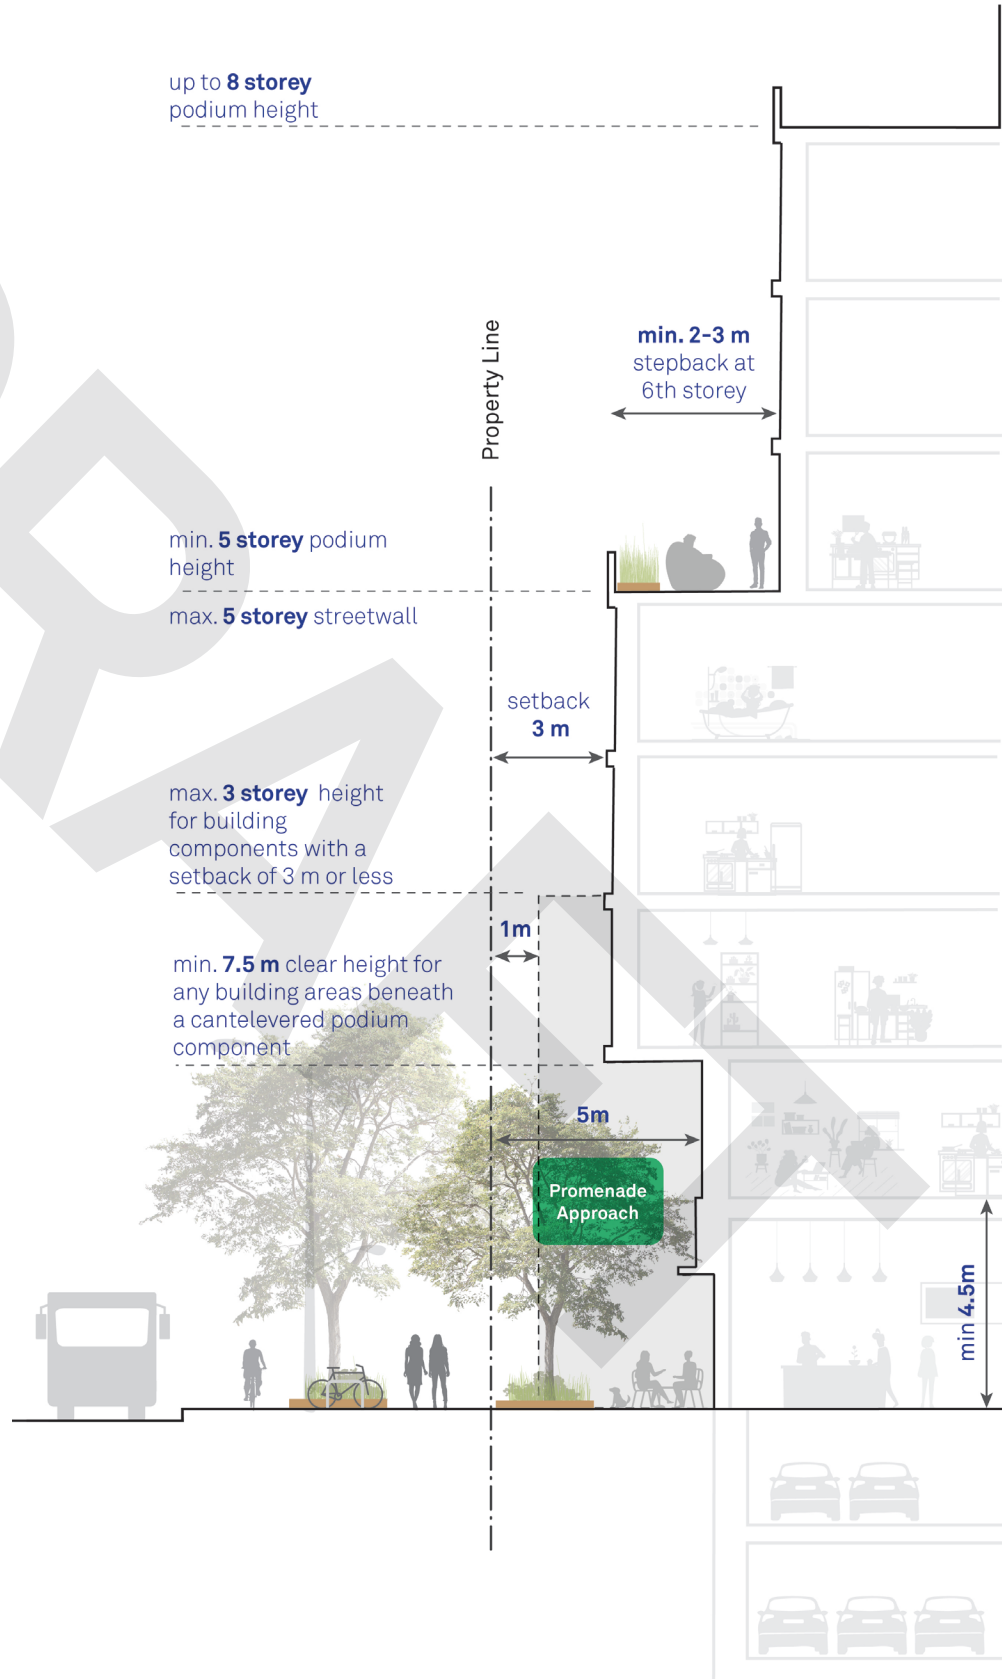 up to 8 storey
podium height
Property Line
min. 2-3 m
stepback at
6th storey
min. 5 storey podium
height
max. 5 storey streetwall
setback
3 m
max. 3 storey height
for building
components with a
setback of 3 m or less
1m
min. 7.5 m clear height for
any building areas beneath
a cantelevered podium
component
5m
Promenade
Approach
min 4.5m
DRAFT